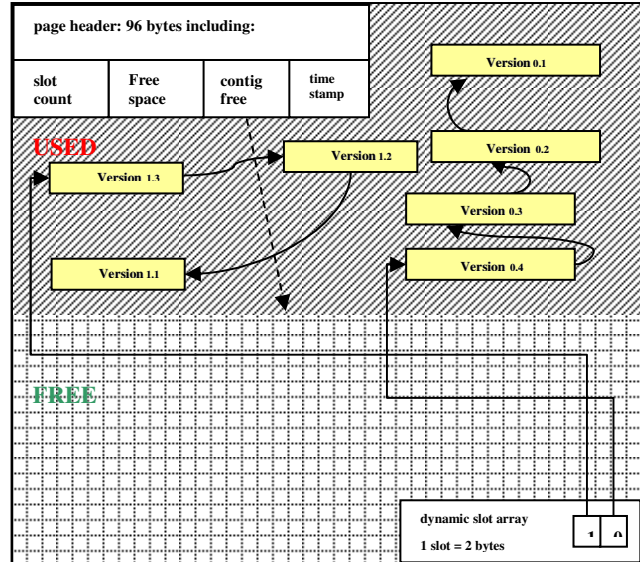 page header: 96 bytes including:
slot count
Free space
contig free
time stamp
Version 0.1
USED
Version 0.2
Version 1.2
Version 1.3
Version 0.3
Version 0.4
Version 1.1
FREE
dynamic slot array
1 slot = 2 bytes
1 0